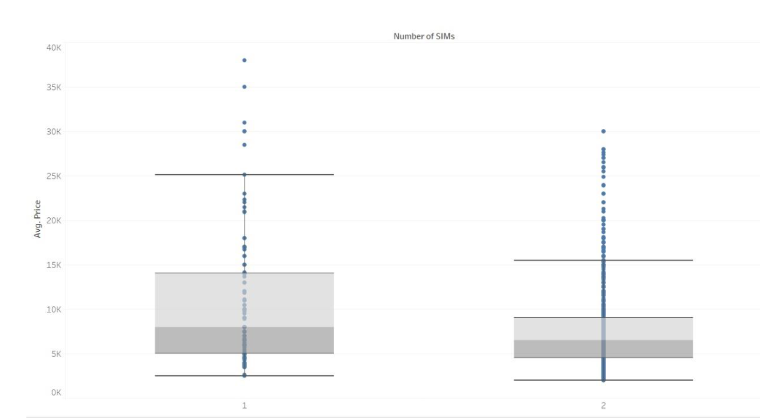 Number of SIMs
40K
35K
30K
25K
20K
15K
10K
5K
0K
Avg. Price
1
2